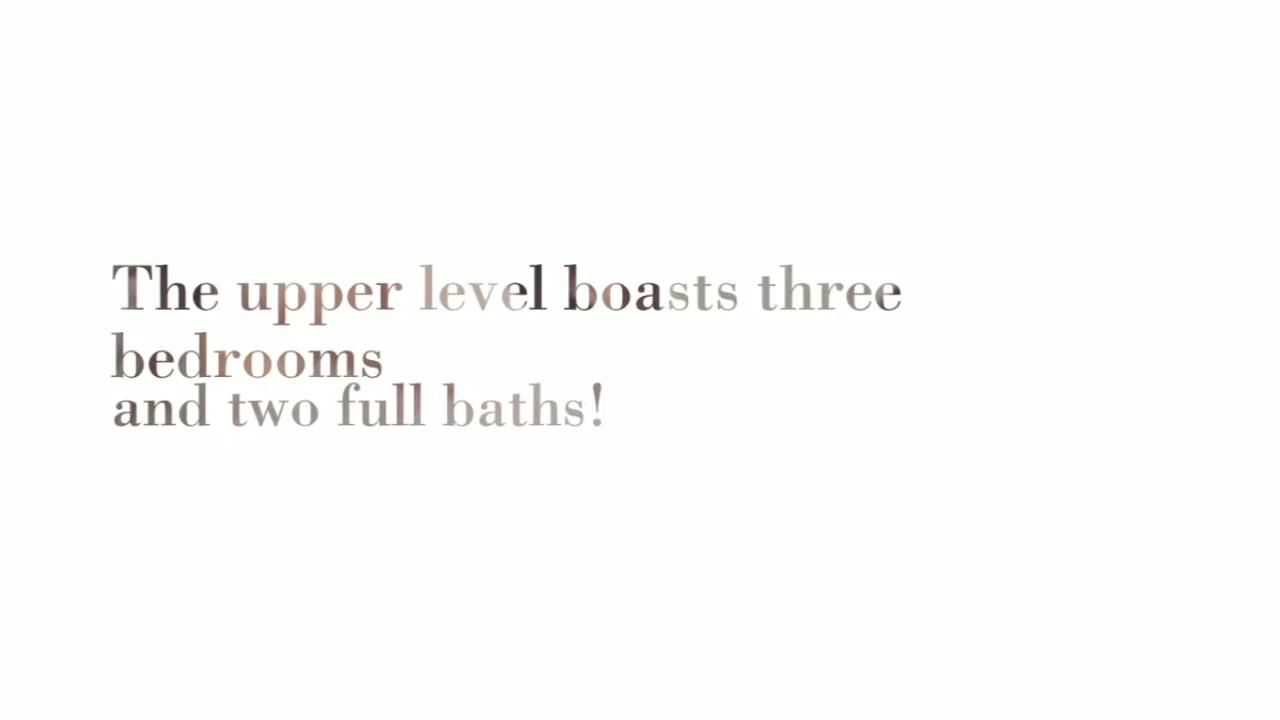 The upper level boasts three
bedrooms
and two full baths!